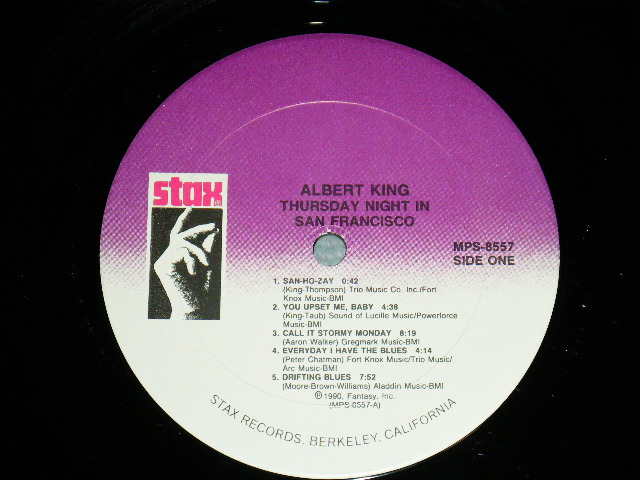 stax®
ALBERT KING
THURSDAY NIGHT IN
SAN FRANCISCO
MPS-8557
SIDE ONE
1. SAN-HO-ZAY 0:42
(King-Thompson) Trio Music Co. Inc./Fort
Knox Music-BMI
2. YOU UPSET ME, BABY 4:38
(King-Taub) Sound of Lucille Music/Powerforce
Music-BMI
3. CALL IT STORMY MONDAY 8:19
(Aaron Walker) Gregmark Music-BMI
4. EVERYDAY I HAVE THE BLUES 4:14
(Peter Chatman) Fort Knox Music/Trio Music/
Arc Music-BMI
5. DRIFTING BLUES 7:52
(Moore-Brown-Williams) Aladdin Music-BMI
℗1990, Fantasy, Inc.
(MPS-8557-A)
STAX RECORDS, BERKELEY, CALIFORNIA